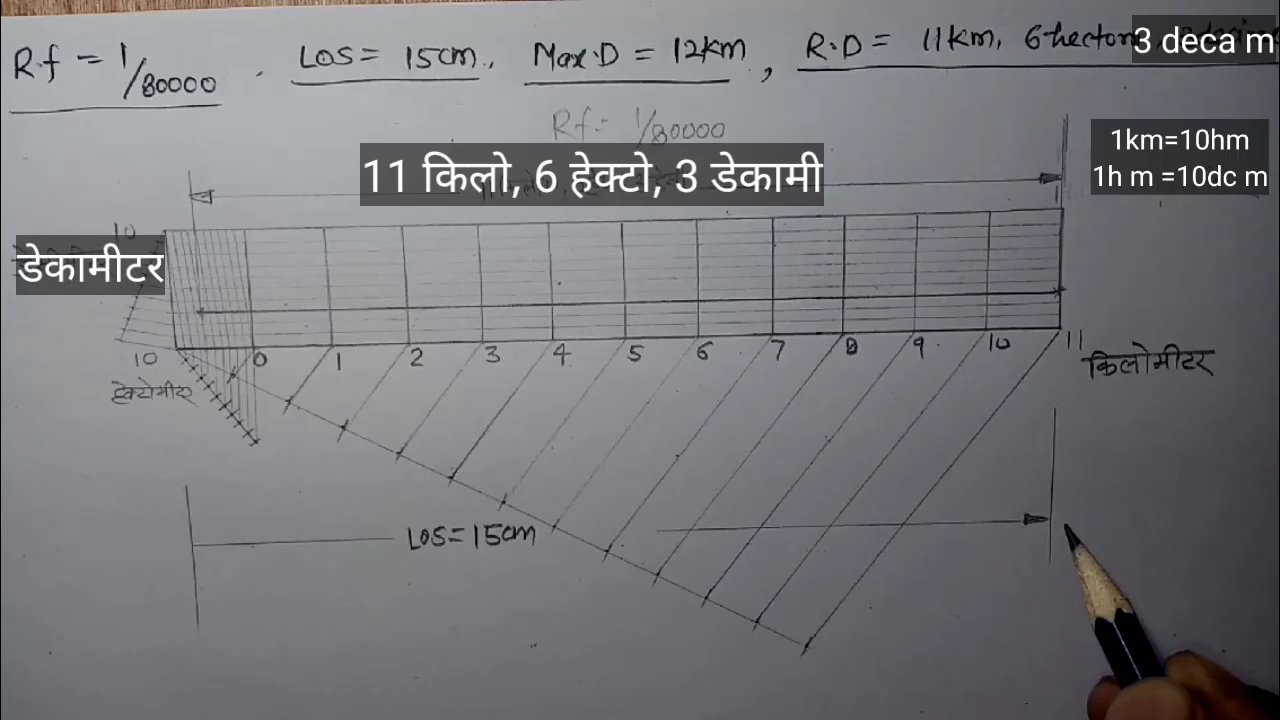 R.f = 1/80000 . LOS = 15cm, Max.D = 12km, R.D = 11km, 6 hectom 3 deca m
Rf- 1/80000
1km=10hm
1h m =10dc m
11 किलो, 6 हेक्टो, 3 डेकामी
10
डेकामीटर
10 0 1 2 3 4 5 6 7 8 9 10 11
किलोमीटर
हेक्टोमीटर
LOS = 15cm